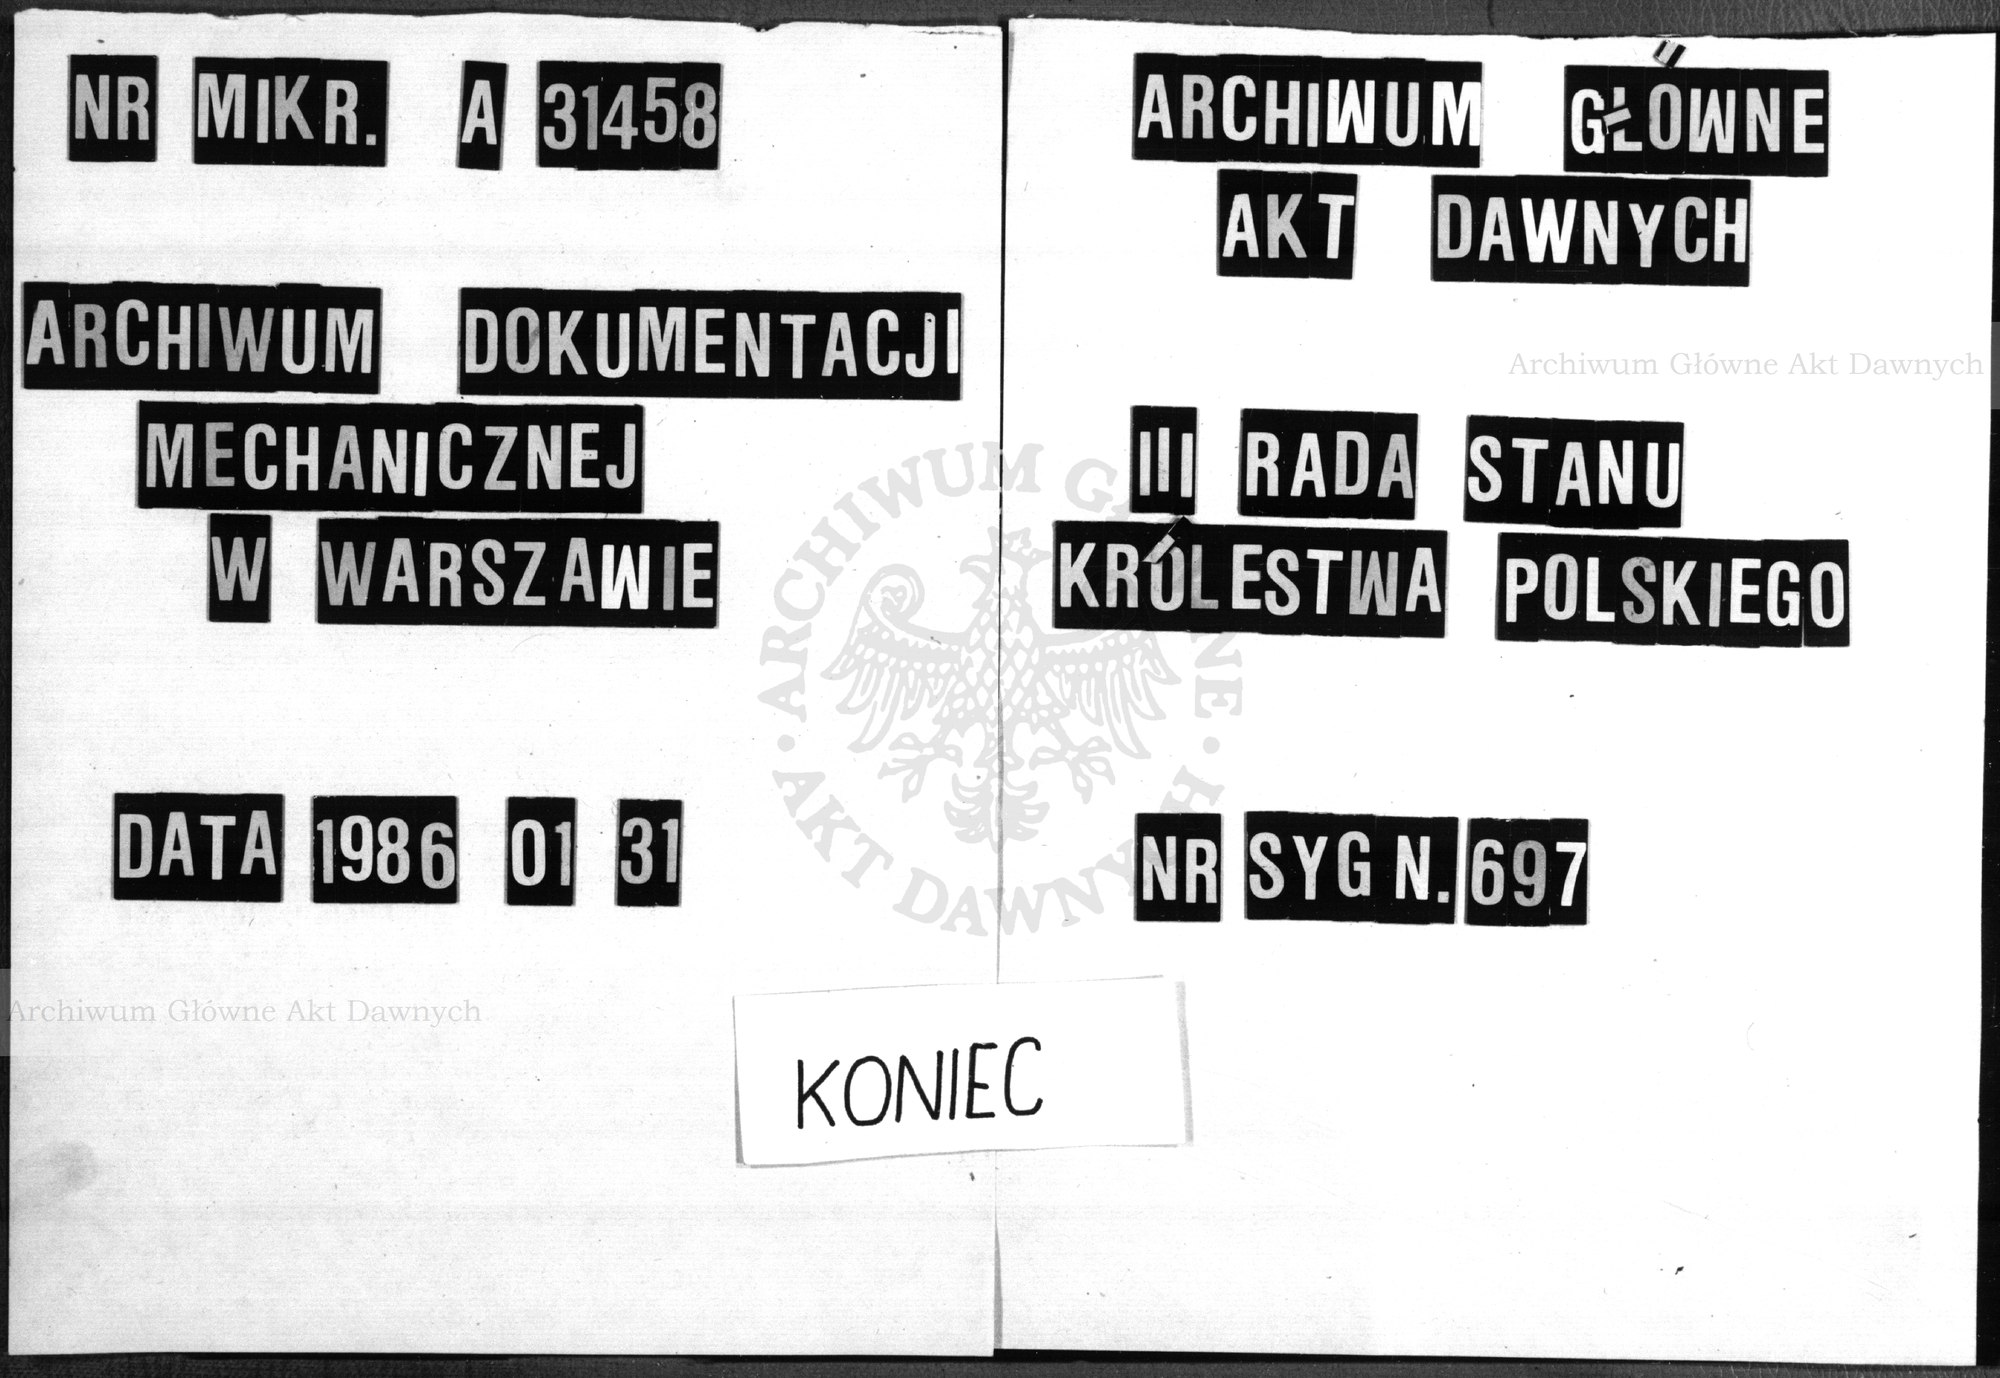 NR MIKR. A 31458
ARCHIWUM DOKUMENTACJI
MECHANICZNEJ
W WARSZAWIE
DATA 1986 01 31
ARCHIWUM GŁÓWNE
AKT DAWNYCH
III RADA STANU
KRÓLESTWA POLSKIEGO
NR SYGN. 697
KONIEC
Archiwum Główne Akt Dawnych
Archiwum Główne Akt Dawnych